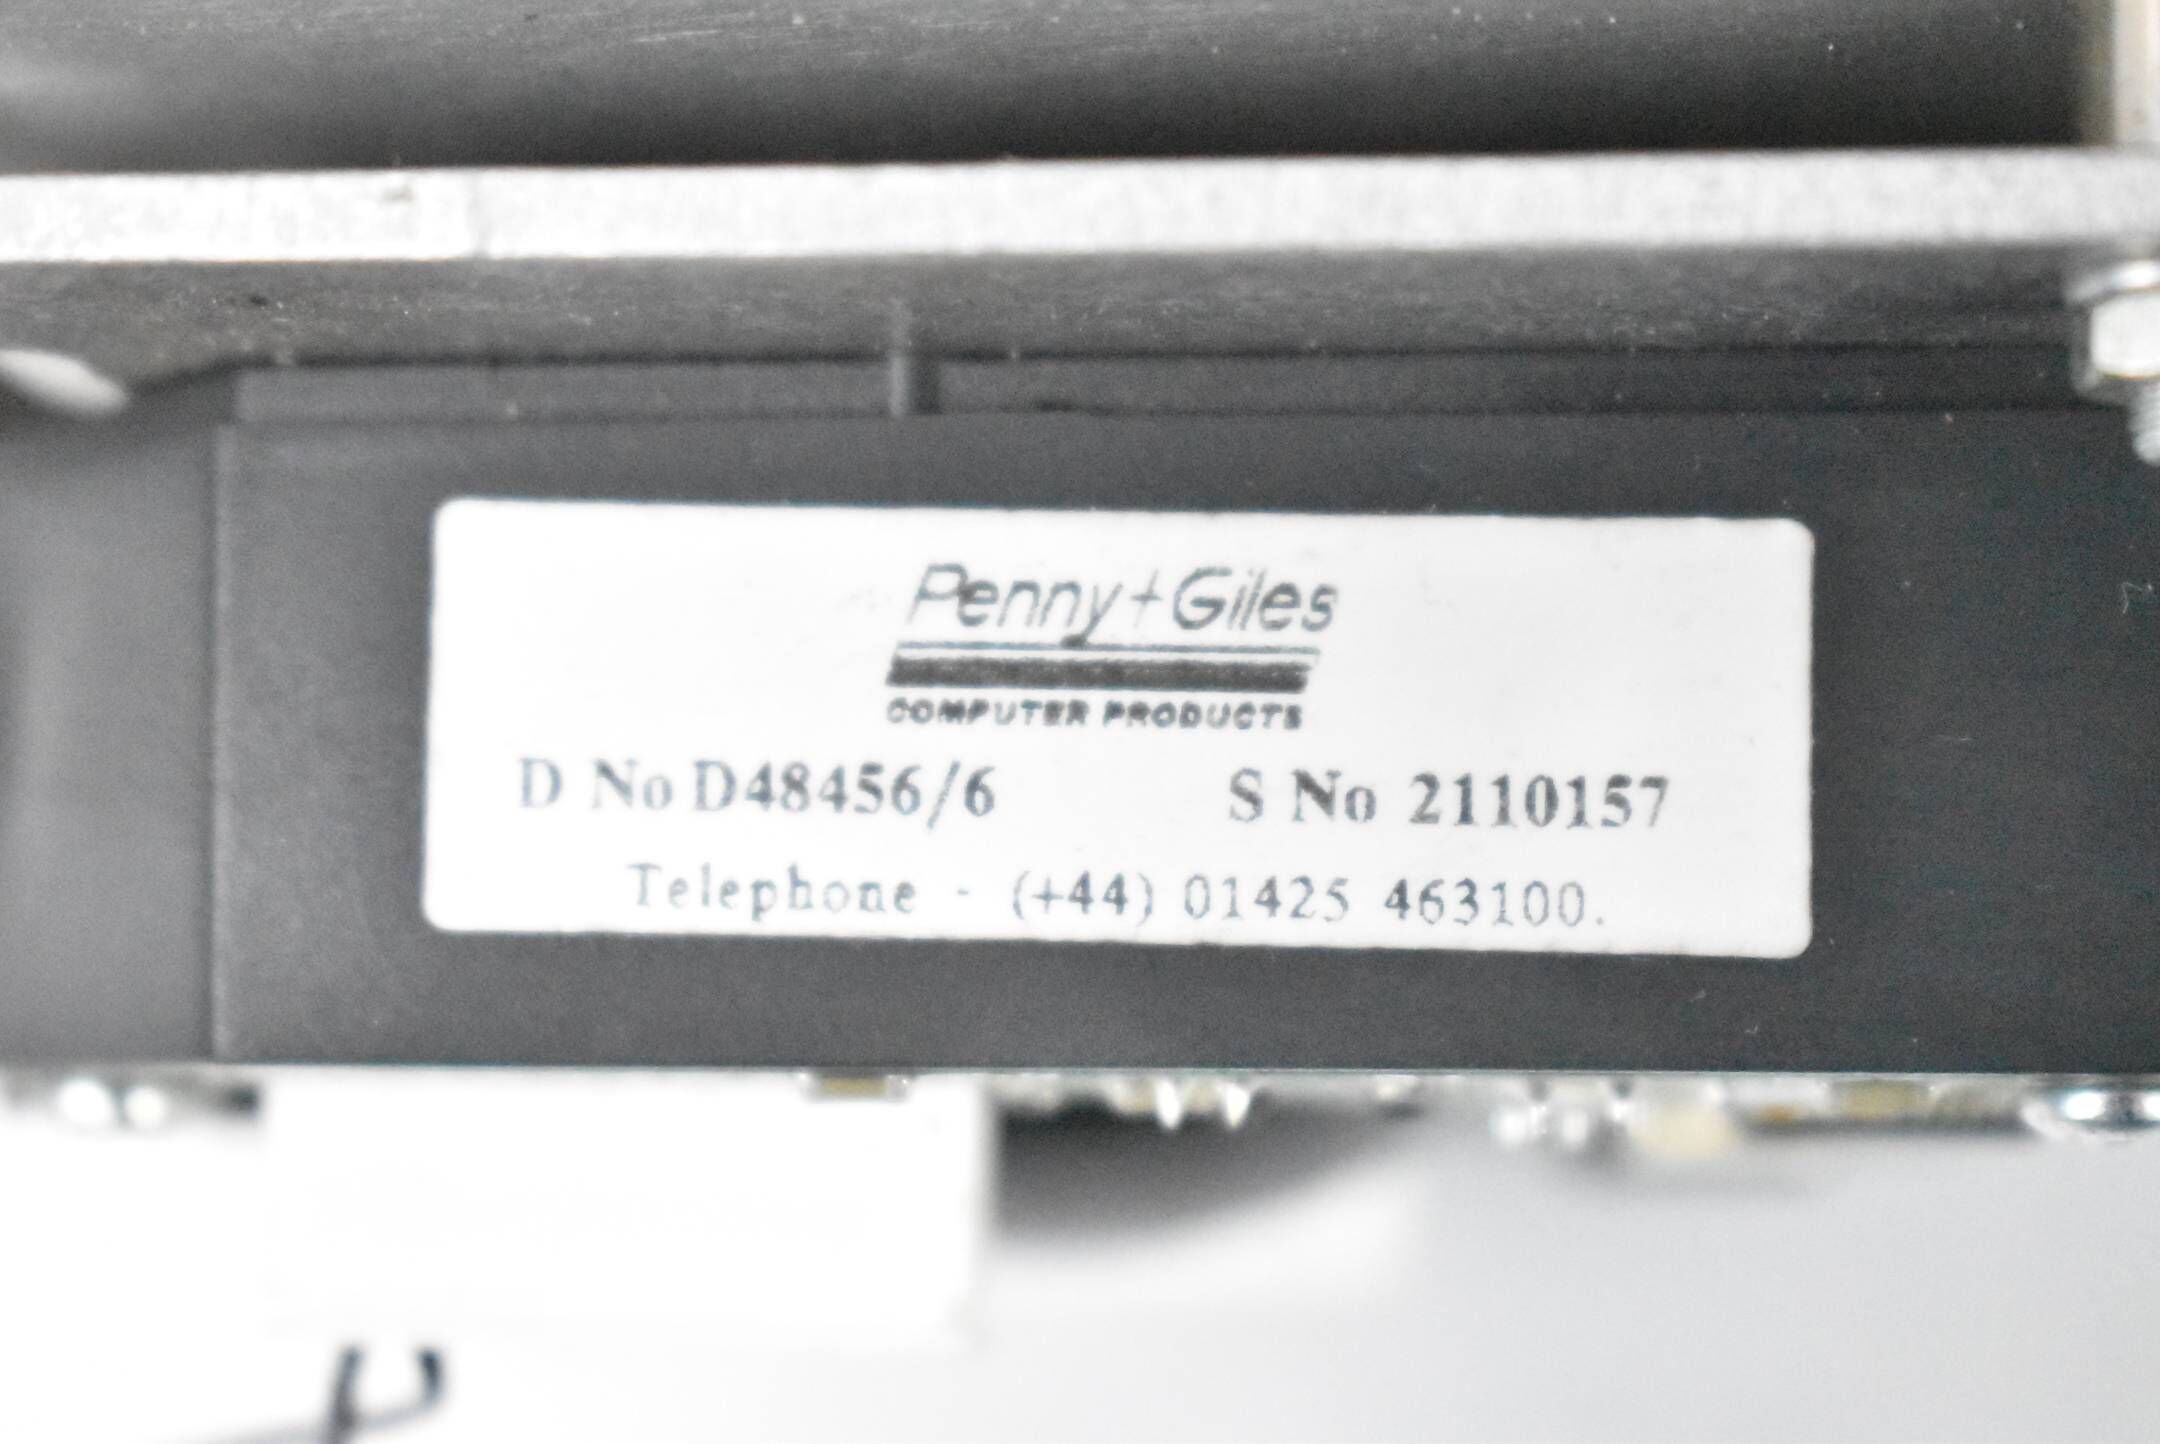 Penny+Giles
COMPUTER PRODUCTS
D No D48456/6 S No 2110157
Telephone - (+44) 01425 463100.